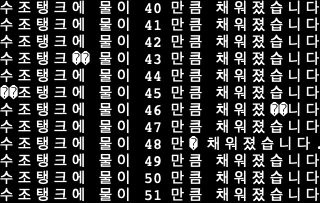 수조탱크에 물이 40 만큼 채워졌습니다
수조탱크에 물이 41 만큼 채워졌습니다
수조탱크에 물이 42 만큼 채워졌습니다
수조탱크�� 물이 43 만큼 채워졌습니다
수조탱크에 물이 44 만큼 채워졌습니다
��조탱크에 물이 45 만큼 채워졌습니다
수조탱크에 물이 46 만큼 채워졌습��니다
수조탱크에 물이 47 만큼 채워졌습니다
수조탱크에 물이 48 만� 채워졌습니다.
수조탱크에 물이 49 만큼 채워졌습니다
수조탱크에 물이 50 만큼 채워졌습니다
수조탱크에 물이 51 만큼 채워졌습니다